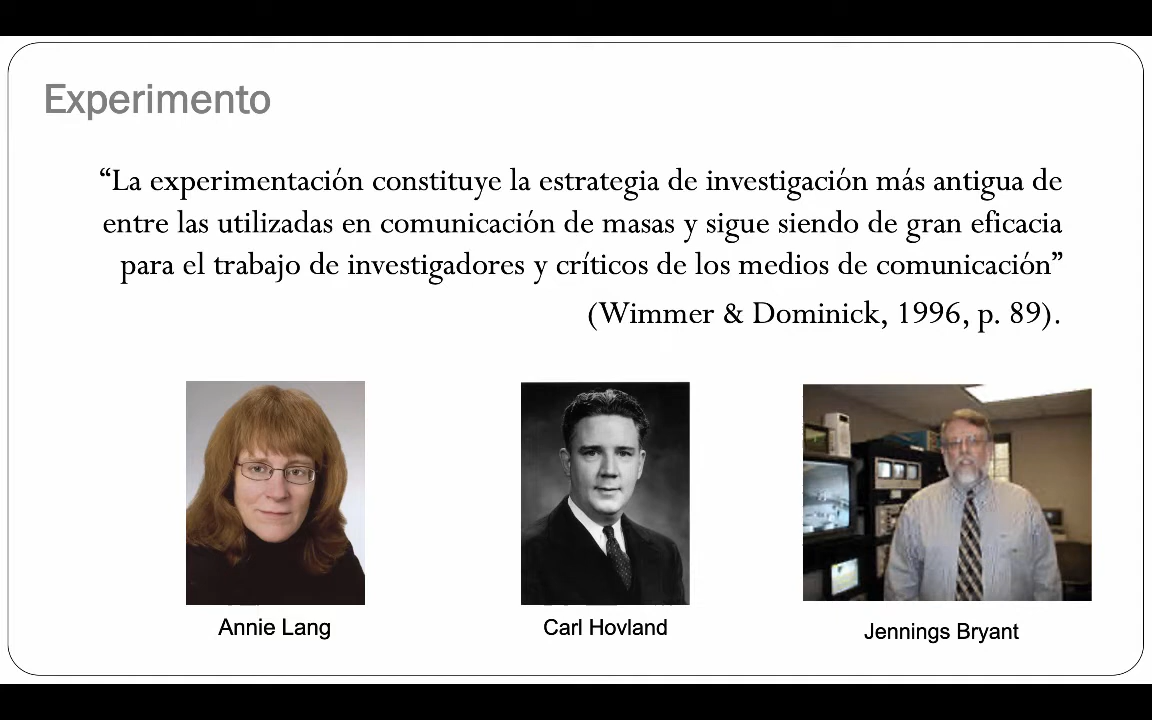 Experimento
“La experimentación constituye la estrategia de investigación más antigua de
entre las utilizadas en comunicación de masas y sigue siendo de gran eficacia
para el trabajo de investigadores y críticos de los medios de comunicación”
(Wimmer & Dominick, 1996, p. 89).
Annie Lang
Carl Hovland
Jennings Bryant